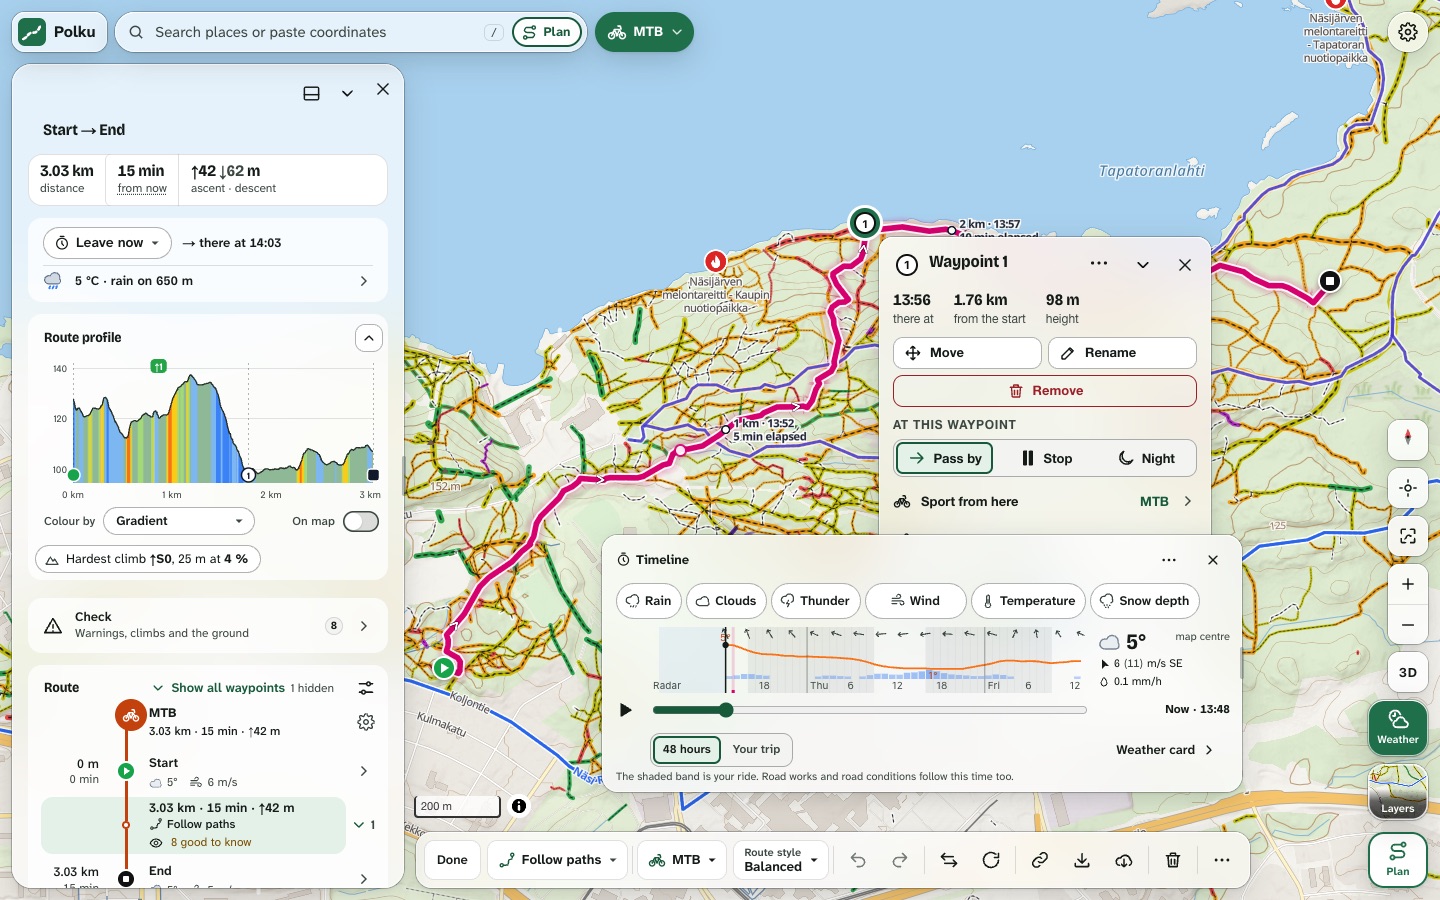 Polku
Search places or paste coordinates
/
Plan
MTB
Start → End
3.03 km
distance
15 min
from now
↑42 ↓62 m
ascent · descent
Leave now
→ there at 14:03
5 °C · rain on 650 m
Route profile
↑1
140
120
100
1
0 km
1 km
2 km
3 km
Colour by
Gradient
On map
Hardest climb ↑S0, 25 m at 4 %
Check
Warnings, climbs and the ground
8
Route
Show all waypoints 1 hidden
MTB
3.03 km · 15 min · ↑42 m
0 m
0 min
Start
5° 6 m/s
3.03 km · 15 min · ↑42 m
Follow paths
8 good to know
1
3.03 km
15 min
End
Näsijärven
melontareitti
- Tapatoran
nuotiopaikka
Tapatoranlahti
1
2 km · 13:57
10 min elapsed
Näsijärven
melontareitti - Kaupin
nuotiopaikka
1 km · 13:52,
5 min elapsed
152 m
125
Koljontie
Kulmakatu
200 m
Waypoint 1
13:56
there at
1.76 km
from the start
98 m
height
Move
Rename
Remove
AT THIS WAYPOINT
Pass by
Stop
Night
Sport from here
MTB
Timeline
Rain
Clouds
Thunder
Wind
Temperature
Snow depth
5°
1°
Radar
18
Thu
6
12
18
Fri
6
12
5°
map centre
6 (11) m/s SE
0.1 mm/h
Now · 13:48
48 hours
Your trip
Weather card
The shaded band is your ride. Road works and road conditions follow this time too.
3D
Weather
Layers
Plan
Done
Follow paths
MTB
Route style
Balanced